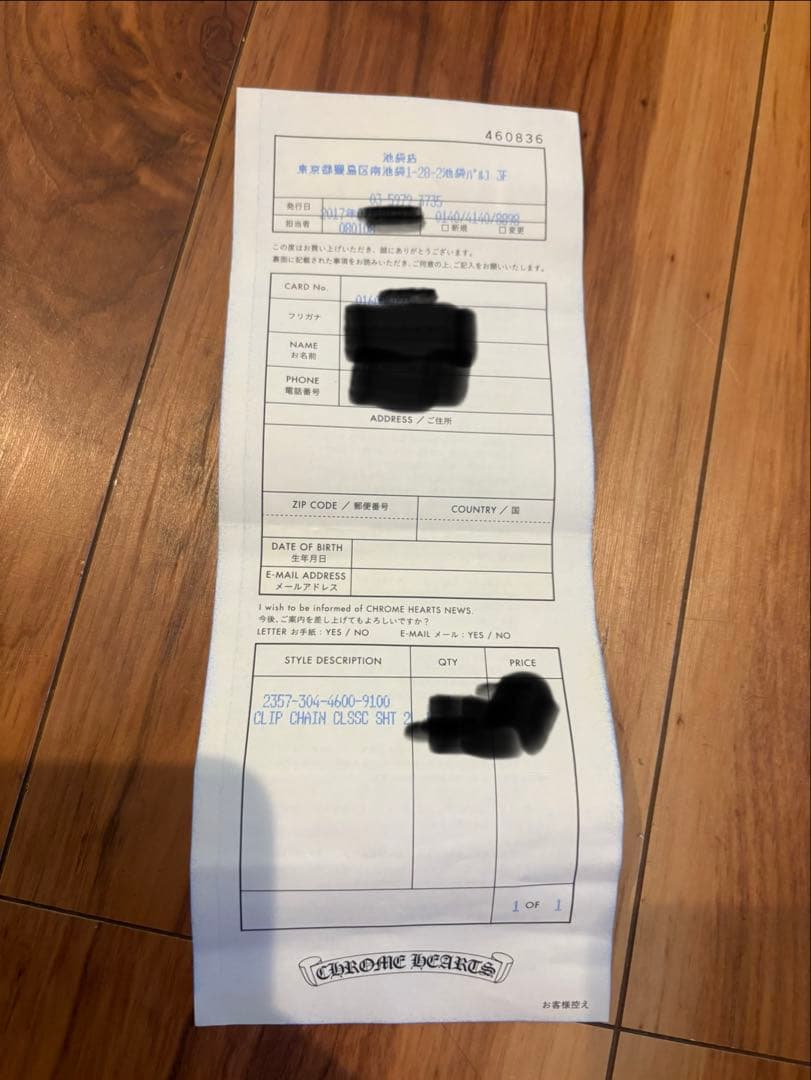 460836
池袋店
東京都豊島区南池袋1-28-2池袋パルコ 3F
発行日 2017年 0140/4140/8898
担当者 □新規 □変更
この度はお買い上げいただき、誠にありがとうございます。
裏面に記載された事項をお読みいただき、ご同意の上、ご記入をお願いいたします。
CARD No.
フリガナ
NAME
お名前
PHONE
電話番号
ADDRESS / ご住所
ZIP CODE / 郵便番号 COUNTRY / 国
DATE OF BIRTH
生年月日
E-MAIL ADDRESS
メールアドレス
I wish to be informed of CHROME HEARTS NEWS.
今後、ご案内を差し上げてもよろしいですか？
LETTER お手紙：YES / NO E-MAIL メール：YES / NO
STYLE DESCRIPTION QTY PRICE
2357-304-4600-9100
CLIP CHAIN CLSSC SHT 2
1 OF 1
CHROME HEARTS
お客様控え